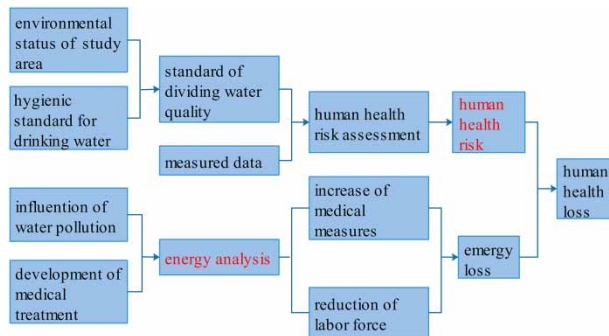 environmental
status of study
area
hygienic
standard for
drinking water
standard of
dividing water
quality
measured data
human health
risk assessment
human
health
risk
human
health
loss
influention of
water pollution
development of
medical
treatment
energy analysis
increase of
medical
measures
reduction of
labor force
emergy
loss